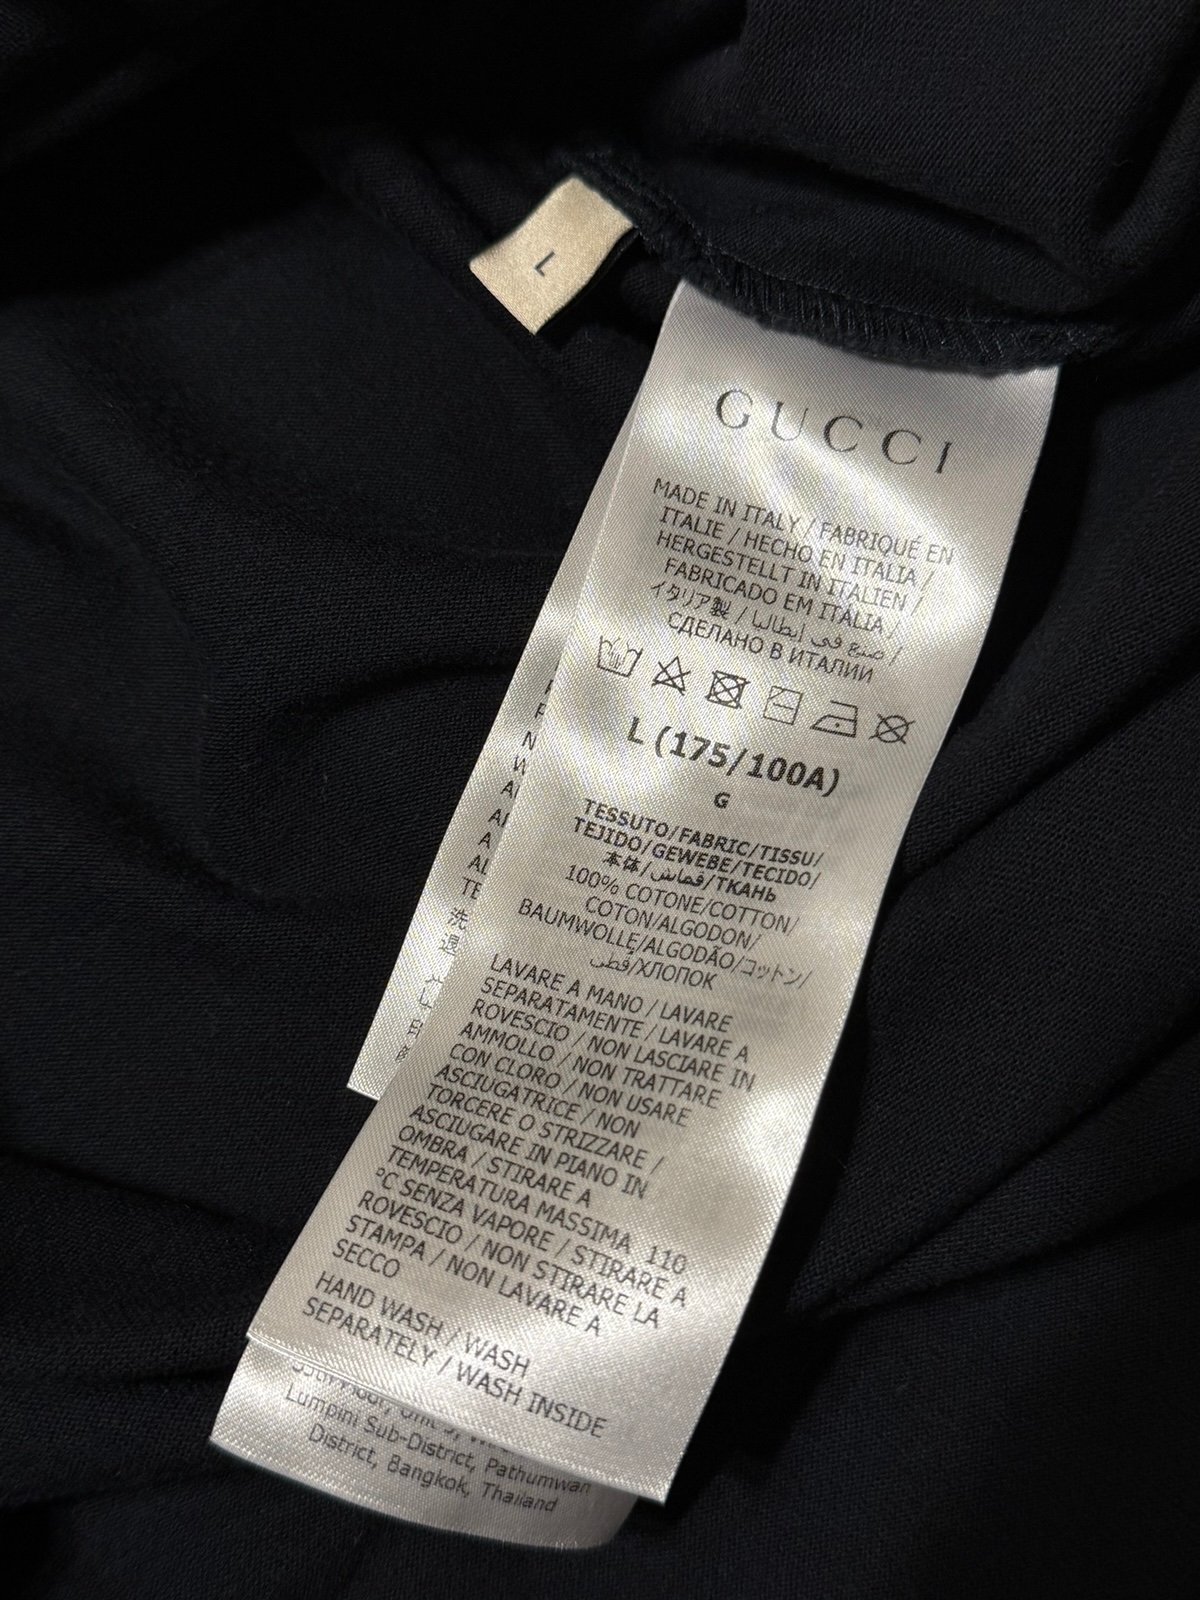 L
GUCCI
MADE IN ITALY / FABRIQUÉ EN
ITALIE / HECHO EN ITALIA /
HERGESTELLT IN ITALIEN /
FABRICADO EM ITÁLIA /
イタリア製 / صنع في إيطاليا /
СДЕЛАНО В ИТАЛИИ
L (175/100A)
G
TESSUTO/FABRIC/TISSU/
TEJIDO/GEWEBE/TECIDO/
本体/قماش/ТКАНЬ
100% COTONE/COTTON/
COTON/ALGODON/
BAUMWOLLE/ALGODÃO/コットン/
قطن/ХЛОПОК
LAVARE A MANO / LAVARE
SEPARATAMENTE / LAVARE A
ROVESCIO / NON LASCIARE IN
AMMOLLO / NON TRATTARE
CON CLORO / NON USARE
ASCIUGATRICE / NON
TORCERE O STRIZZARE /
ASCIUGARE IN PIANO IN
OMBRA / STIRARE A
TEMPERATURA MASSIMA 110
°C SENZA VAPORE / STIRARE A
ROVESCIO / NON STIRARE LA
STAMPA / NON LAVARE A
SECCO
HAND WASH / WASH
SEPARATELY / WASH INSIDE
Lumpini Sub-District, Pathumwan
District, Bangkok, Thailand